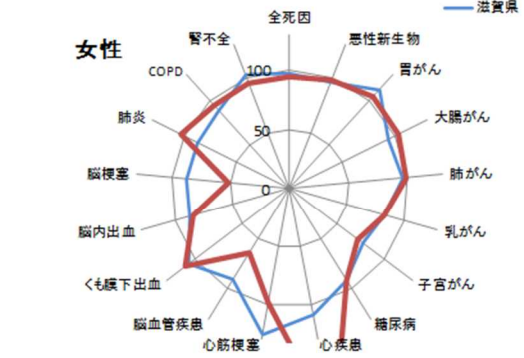 滋賀県
女性
全死因
悪性新生物
胃がん
大腸がん
肺がん
乳がん
子宮がん
糖尿病
心疾患
心筋梗塞
脳血管疾患
くも膜下出血
脳内出血
脳梗塞
肺炎
COPD
腎不全
100
50
0